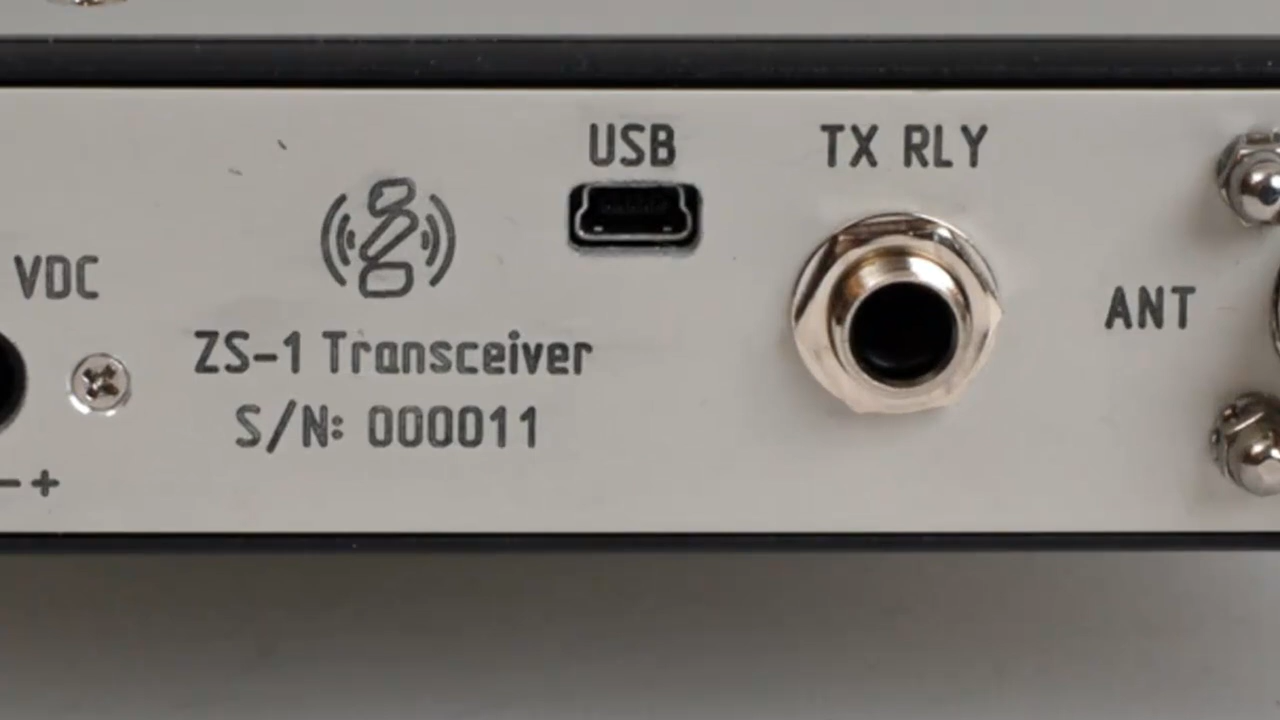 USB
TX RLY
VDC
ANT
ZS-1 Transceiver
S/N: 000011
-+